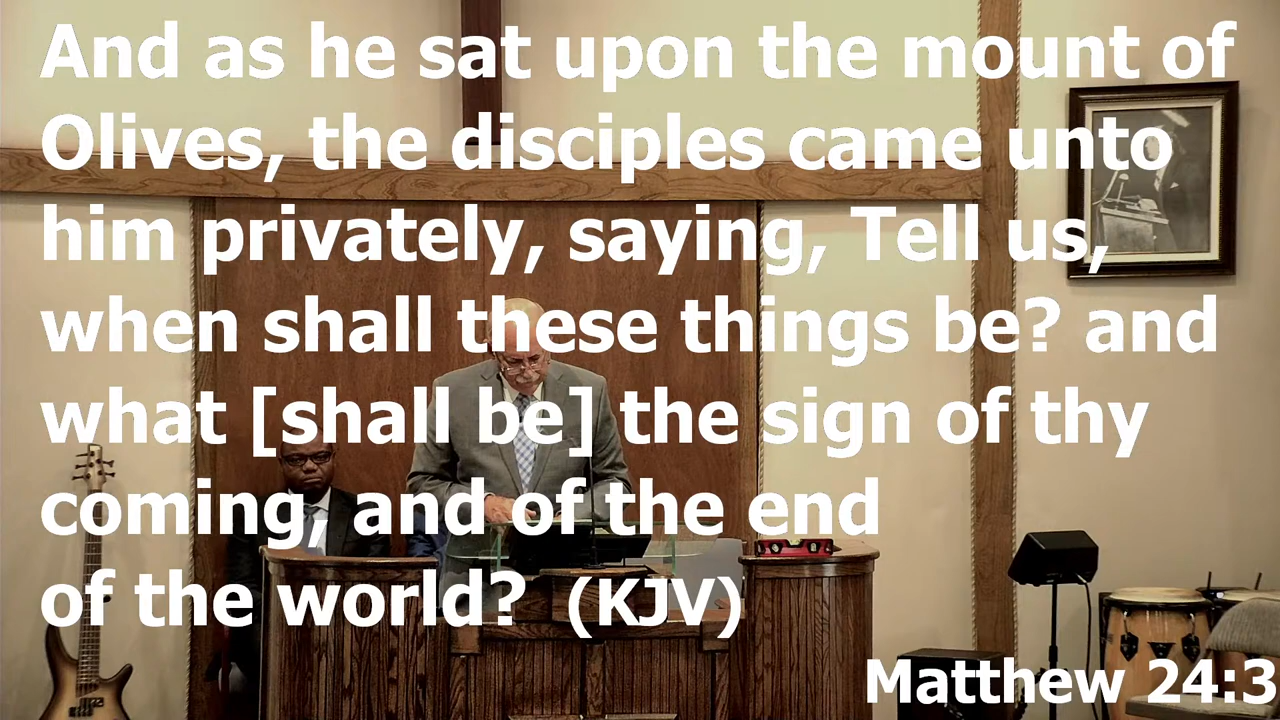 And as he sat upon the mount of
Olives, the disciples came unto
him privately, saying, Tell us,
when shall these things be? and
what [shall be] the sign of thy
coming, and of the end
of the world?  (KJV)
Matthew 24:3